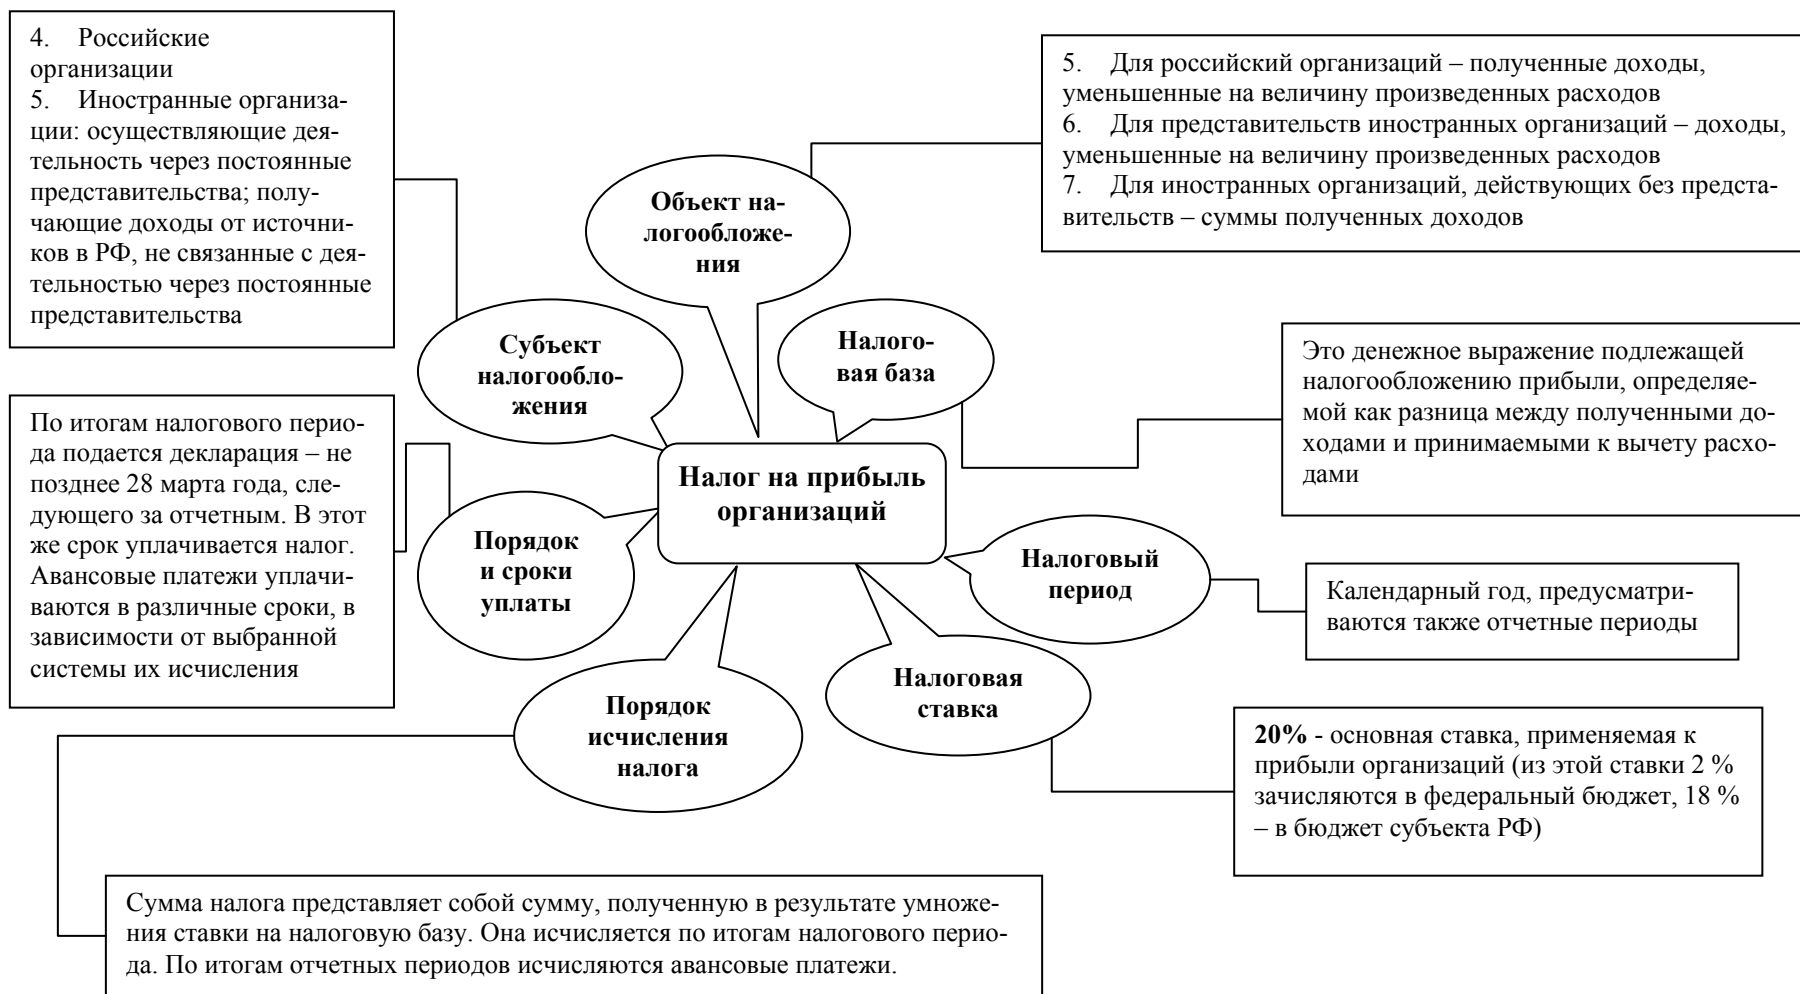 4. Российские
организации
5. Иностранные организа-
ции: осуществляющие дея-
тельность через постоянные
представительства; полу-
чающие доходы от источни-
ков в РФ, не связанные с дея-
тельностью через постоянные
представительства
5. Для российский организаций – полученные доходы,
уменьшенные на величину произведенных расходов
6. Для представительств иностранных организаций – доходы,
уменьшенные на величину произведенных расходов
7. Для иностранных организаций, действующих без предста-
вительств – суммы полученных доходов
Объект на-
логообложе-
ния
Субъект
налогообло-
жения
Налого-
вая база
Это денежное выражение подлежащей
налогообложению прибыли, определяе-
мой как разница между полученными до-
ходами и принимаемыми к вычету расхо-
дами
По итогам налогового перио-
да подается декларация – не
позднее 28 марта года, сле-
дующего за отчетным. В этот
же срок уплачивается налог.
Авансовые платежи уплачи-
ваются в различные сроки, в
зависимости от выбранной
системы их исчисления
Налог на прибыль
организаций
Порядок
и сроки
уплаты
Налоговый
период
Календарный год, предусматри-
ваются также отчетные периоды
Порядок
исчисления
налога
Налоговая
ставка
20% - основная ставка, применяемая к
прибыли организаций (из этой ставки 2 %
зачисляются в федеральный бюджет, 18 %
– в бюджет субъекта РФ)
Сумма налога представляет собой сумму, полученную в результате умноже-
ния ставки на налоговую базу. Она исчисляется по итогам налогового перио-
да. По итогам отчетных периодов исчисляются авансовые платежи.